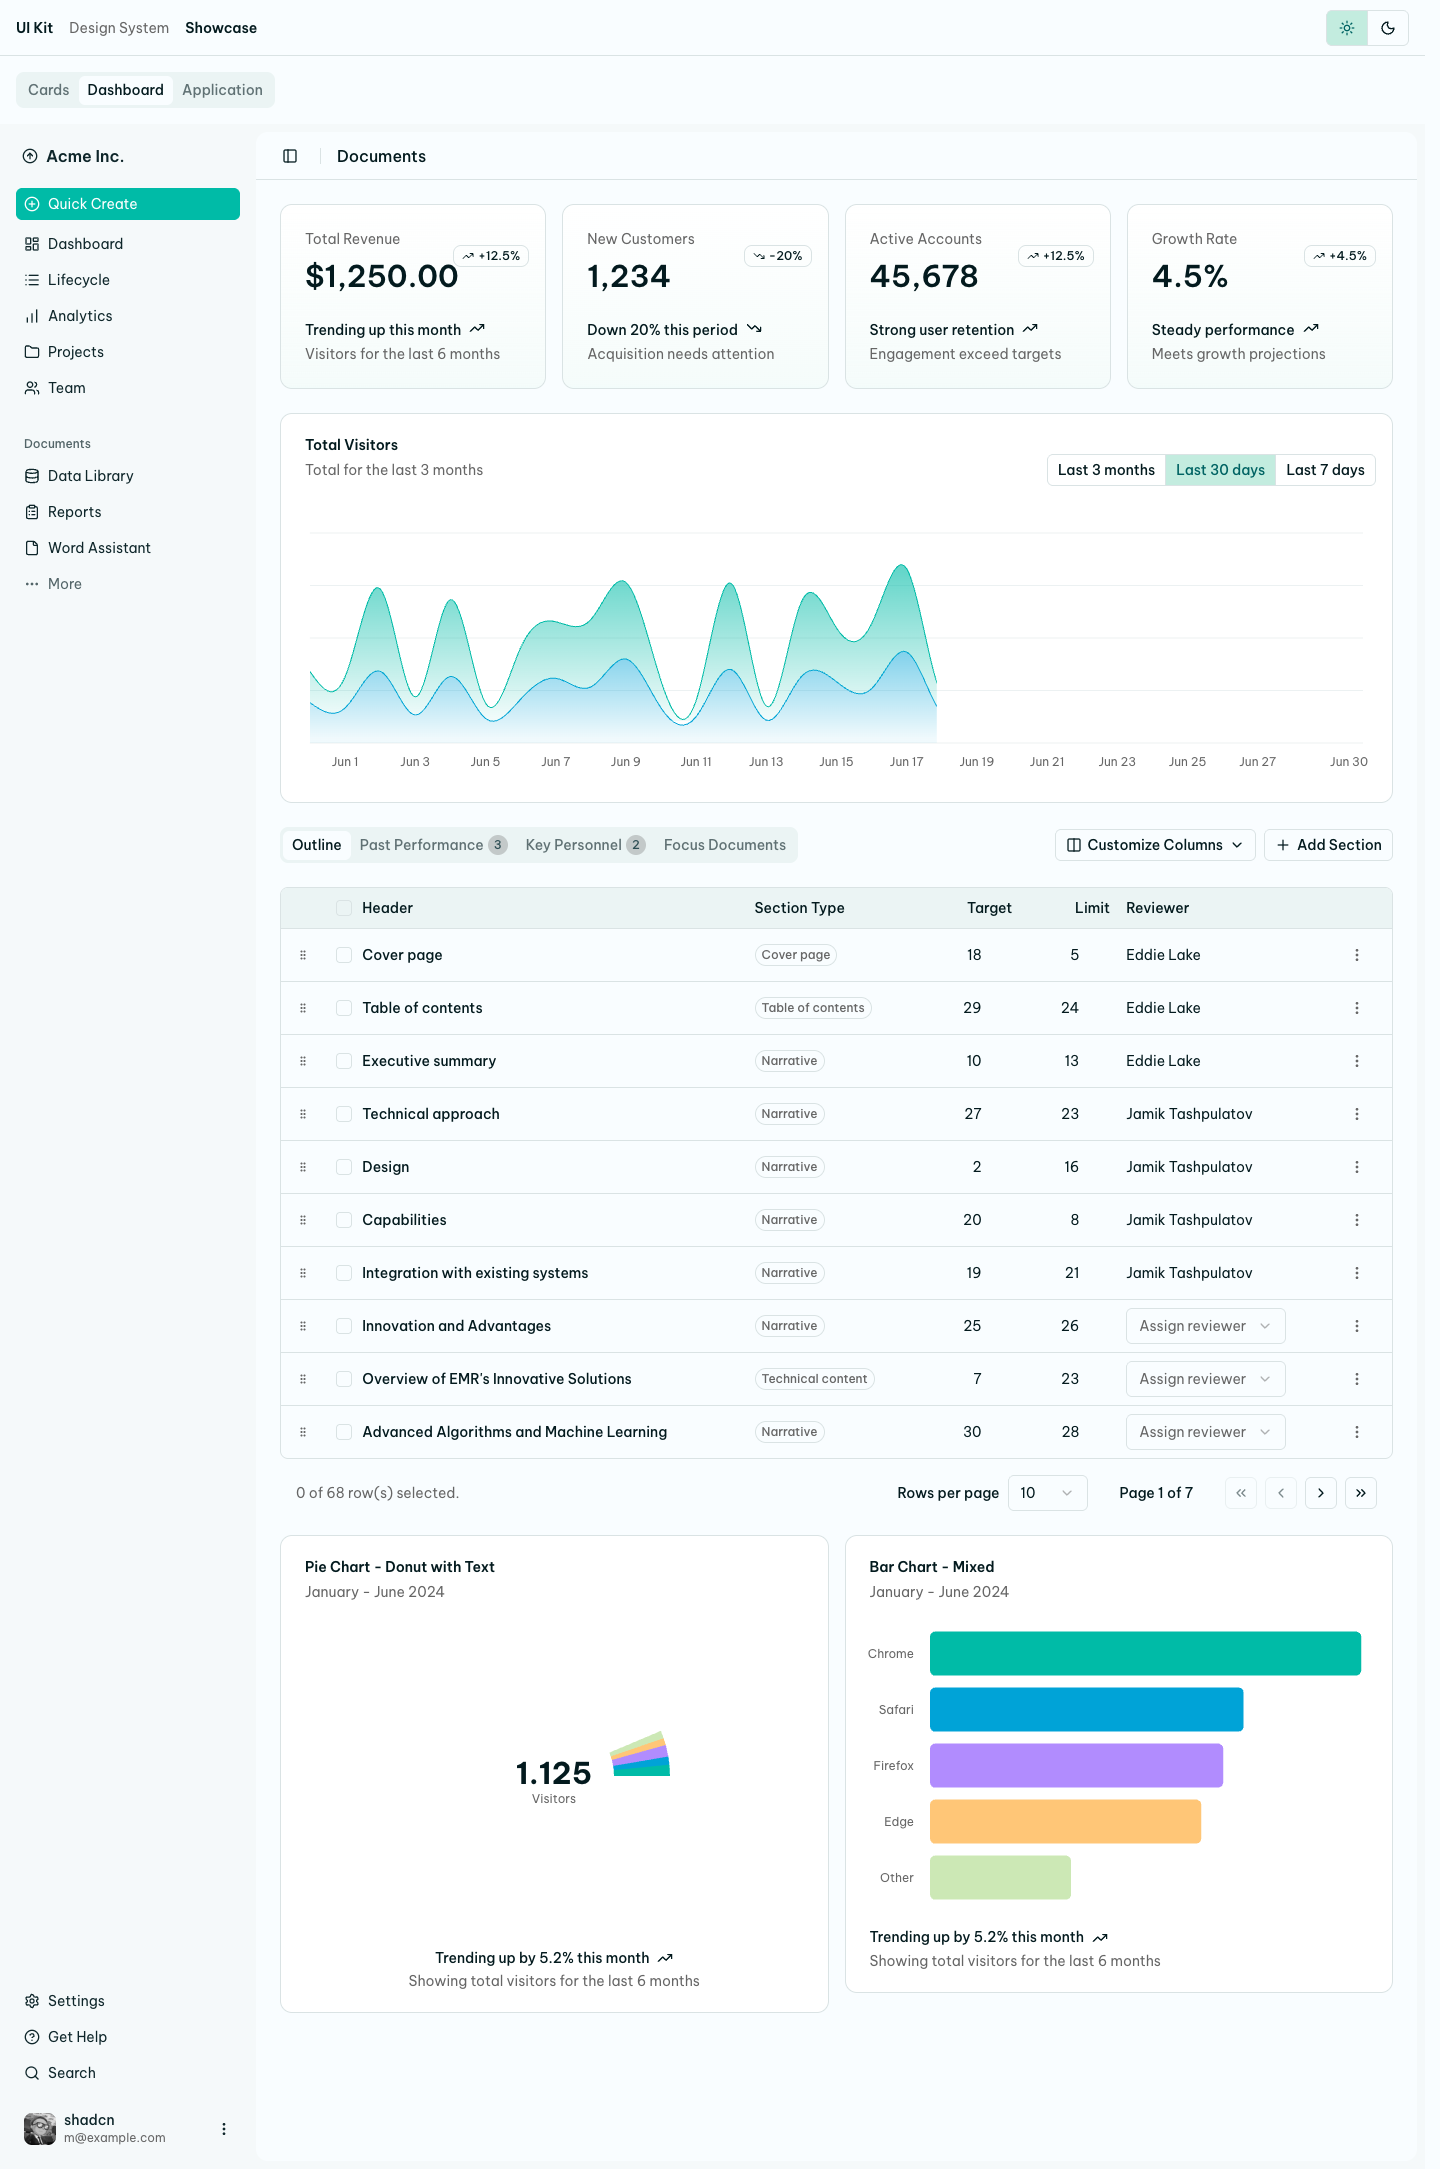 UI Kit Design System Showcase
Cards Dashboard Application
Acme Inc.
Quick Create
Dashboard
Lifecycle
Analytics
Projects
Team
Documents
Data Library
Reports
Word Assistant
More
Settings
Get Help
Search
shadcn
m@example.com
Documents
Total Revenue
+12.5%
$1,250.00
Trending up this month
Visitors for the last 6 months
New Customers
-20%
1,234
Down 20% this period
Acquisition needs attention
Active Accounts
+12.5%
45,678
Strong user retention
Engagement exceed targets
Growth Rate
+4.5%
4.5%
Steady performance
Meets growth projections
Total Visitors
Total for the last 3 months
Last 3 months Last 30 days Last 7 days
Jun 1 Jun 3 Jun 5 Jun 7 Jun 9 Jun 11 Jun 13 Jun 15 Jun 17 Jun 19 Jun 21 Jun 23 Jun 25 Jun 27 Jun 30
Outline Past Performance 3 Key Personnel 2 Focus Documents
Customize Columns Add Section
Header Section Type Target Limit Reviewer
Cover page Cover page 18 5 Eddie Lake
Table of contents Table of contents 29 24 Eddie Lake
Executive summary Narrative 10 13 Eddie Lake
Technical approach Narrative 27 23 Jamik Tashpulatov
Design Narrative 2 16 Jamik Tashpulatov
Capabilities Narrative 20 8 Jamik Tashpulatov
Integration with existing systems Narrative 19 21 Jamik Tashpulatov
Innovation and Advantages Narrative 25 26 Assign reviewer
Overview of EMR's Innovative Solutions Technical content 7 23 Assign reviewer
Advanced Algorithms and Machine Learning Narrative 30 28 Assign reviewer
0 of 68 row(s) selected.
Rows per page 10 Page 1 of 7
Pie Chart - Donut with Text
January - June 2024
1.125
Visitors
Trending up by 5.2% this month
Showing total visitors for the last 6 months
Bar Chart - Mixed
January - June 2024
Chrome
Safari
Firefox
Edge
Other
Trending up by 5.2% this month
Showing total visitors for the last 6 months